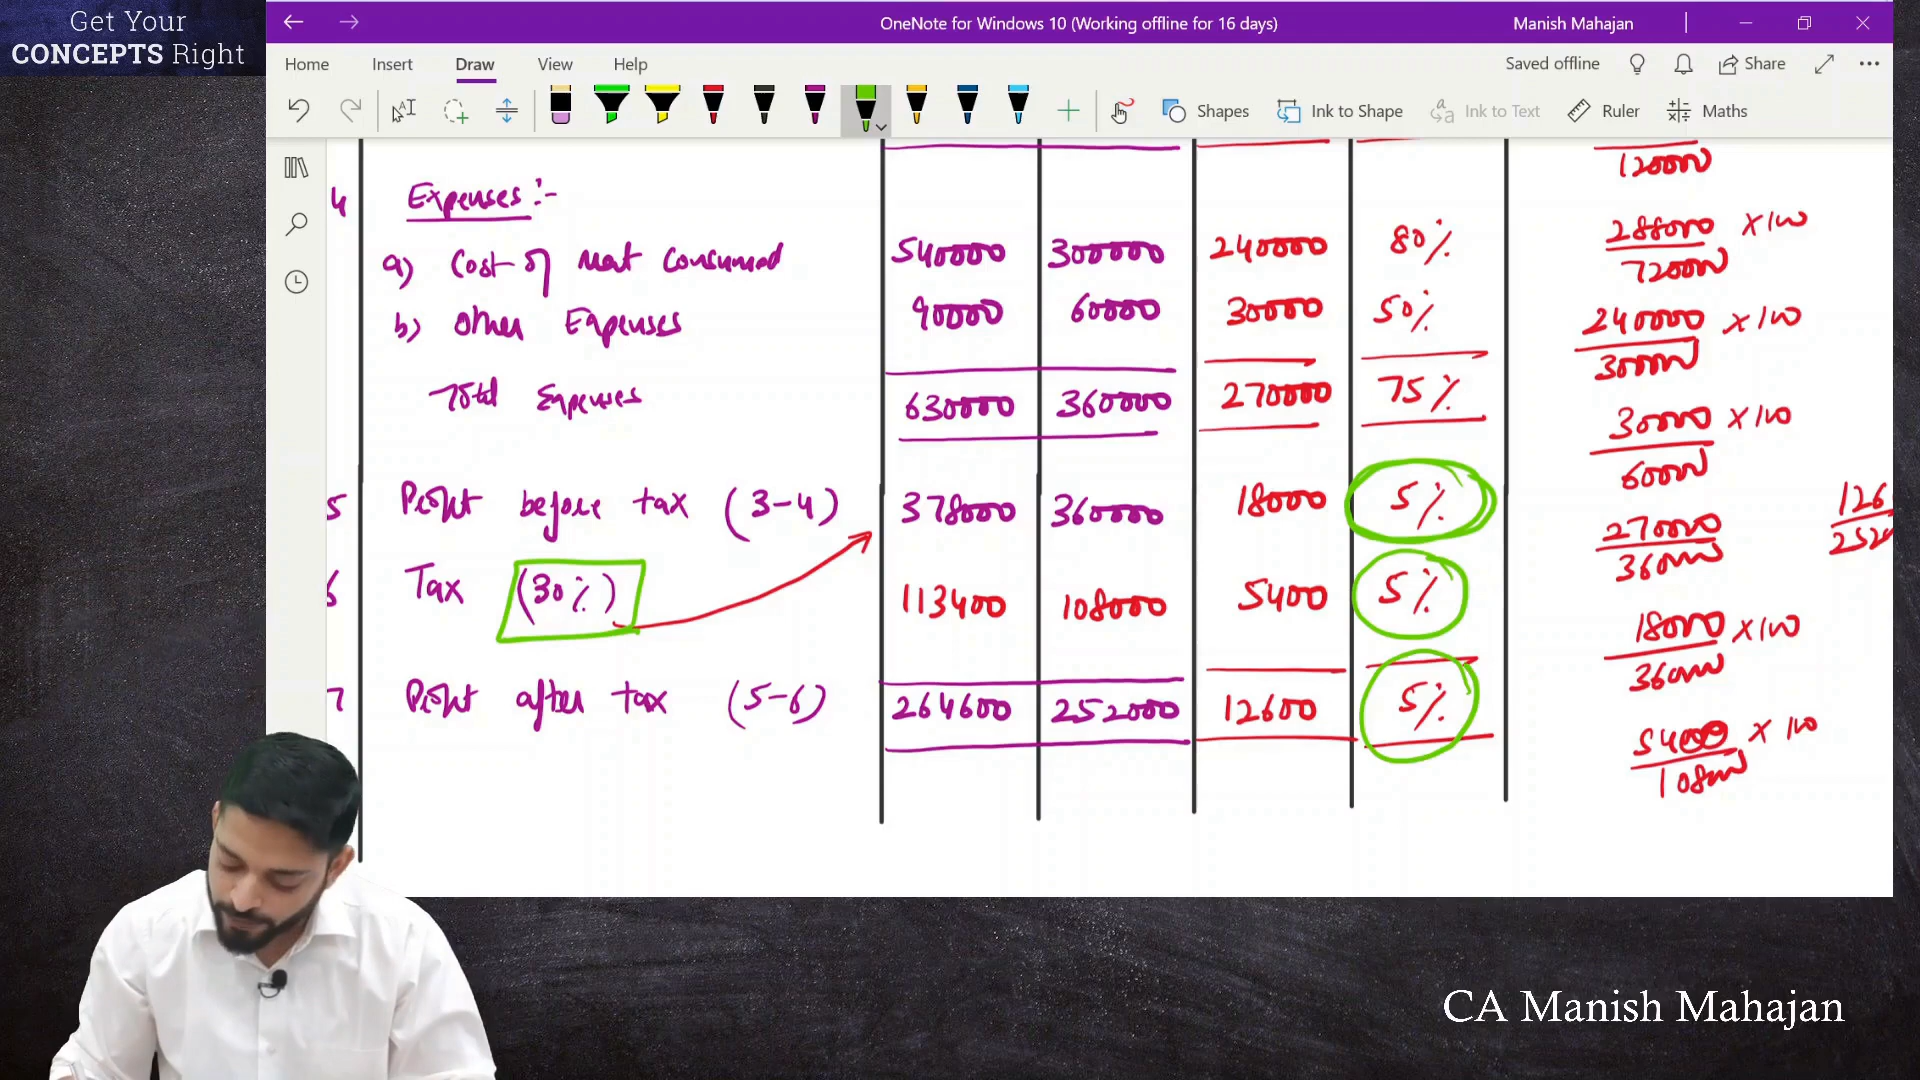 Get Your
CONCEPTS Right
OneNote for Windows 10 (Working offline for 16 days)
Manish Mahajan
Home Insert Draw View Help
Saved offline
Share
Shapes
Ink to Shape
Ink to Text
Ruler
Maths
120000
4 Expenses :-
288000 × 100
720000
a) Cost of mat Consumed 540000 300000 240000 80%
240000 × 100
300000
b) Other Expenses 90000 60000 30000 50%
Total Expenses 630000 360000 270000 75%
30000 × 100
60000
5 Profit before tax (3-4) 378000 360000 18000 5%
270000
360000
126
252
6 Tax (30%) 113400 108000 5400 5%
18000 × 100
360000
7 Profit after tax (5-6) 264600 252000 12600 5%
5400 × 100
108000
CA Manish Mahajan